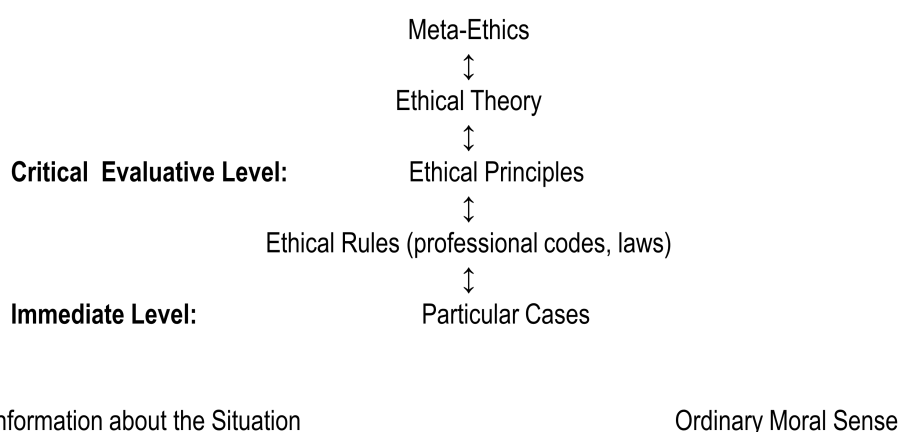 Meta-Ethics
↕
Ethical Theory
↕
Critical Evaluative Level: Ethical Principles
↕
Ethical Rules (professional codes, laws)
↕
Immediate Level: Particular Cases
nformation about the Situation Ordinary Moral Sense